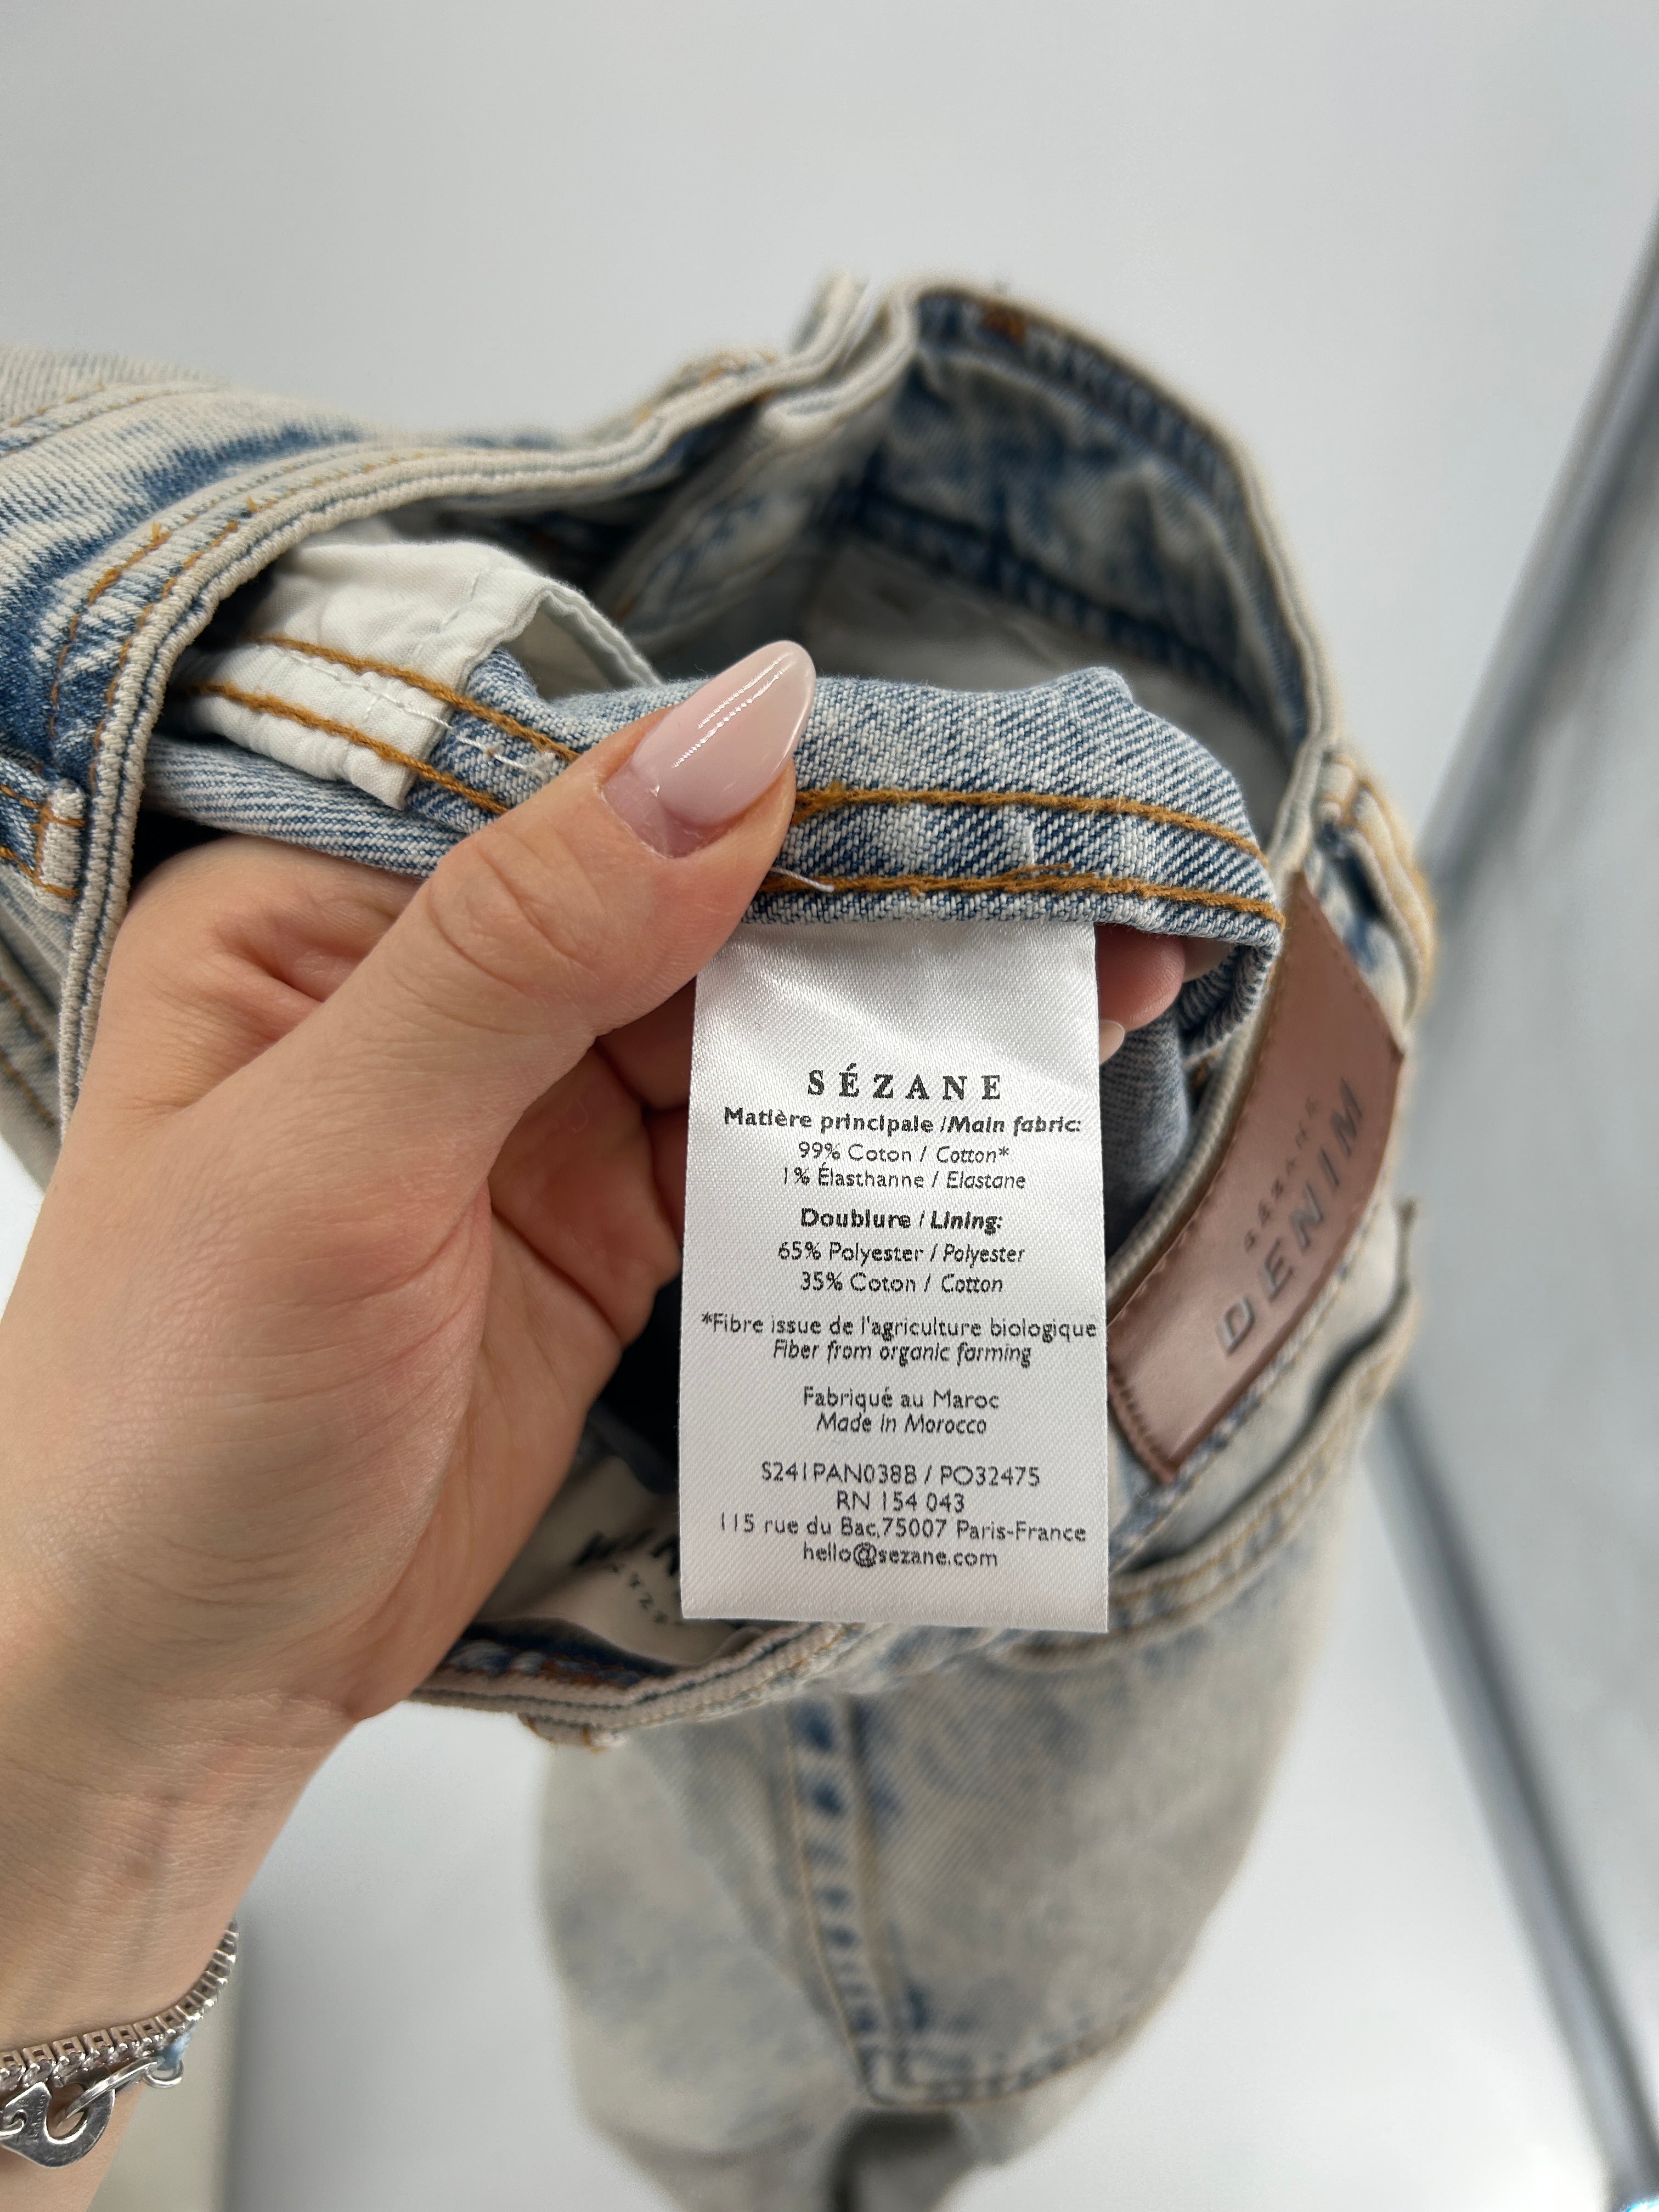 SÉZANE
Matière principale /Main fabric:
99% Coton / Cotton*
1% Élasthanne / Elastane
Doublure / Lining:
65% Polyester / Polyester
35% Coton / Cotton
*Fibre issue de l'agriculture biologique
Fiber from organic farming
Fabriqué au Maroc
Made in Morocco
S241PAN038B / PO32475
RN 154 043
115 rue du Bac,75007 Paris-France
hello@sezane.com
SÉZANE
DENIM